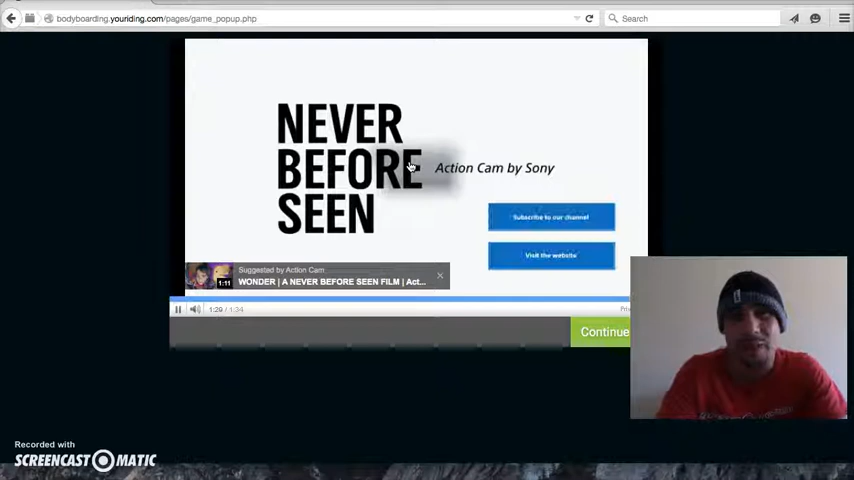 bodyboarding.youriding.com/pages/game_popup.php
Search
NEVER
BEFORE
SEEN
Action Cam by Sony
Subscribe to our channel
Visit the website
Suggested by Action Cam
WONDER | A NEVER BEFORE SEEN FILM | Act...
1:11
1:29 / 1:34
Continue
Recorded with
SCREENCAST MATIC